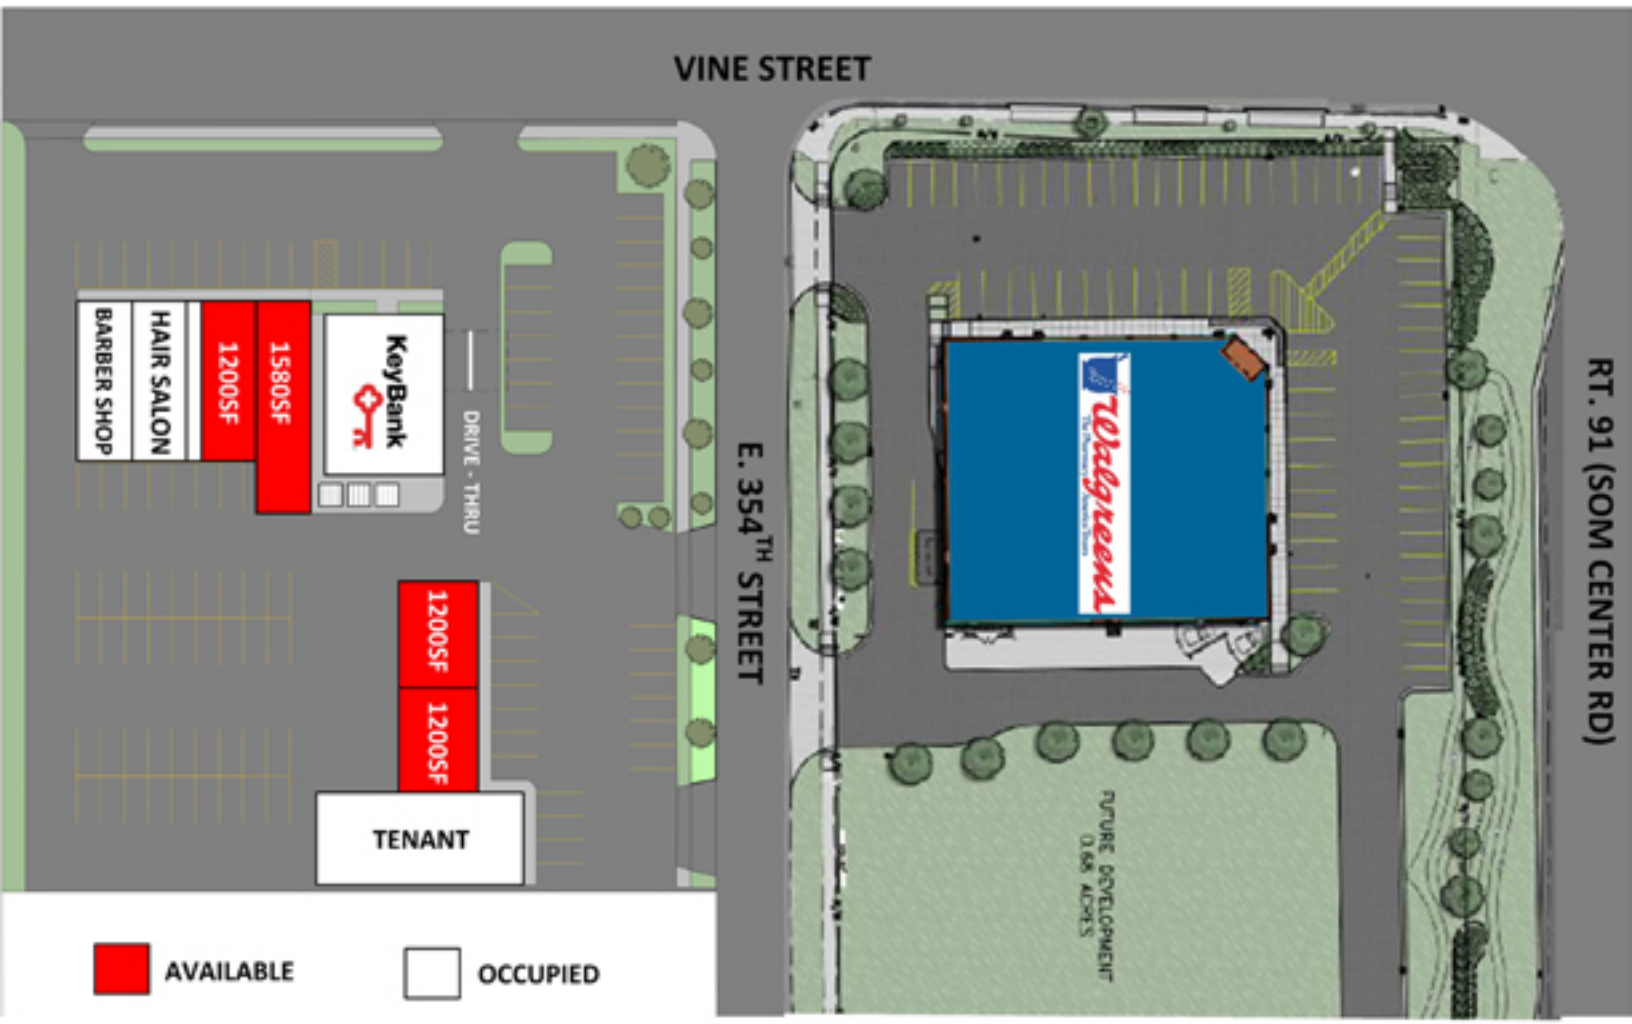 VINE STREET
BARBER SHOP
HAIR SALON
1200SF
1580SF
KeyBank
DRIVE - THRU
1200SF
1200SF
TENANT
E. 354TH STREET
Walgreens
RT. 91 (SOM CENTER RD)
FUTURE DEVELOPMENT
0.68 ACRES
AVAILABLE
OCCUPIED